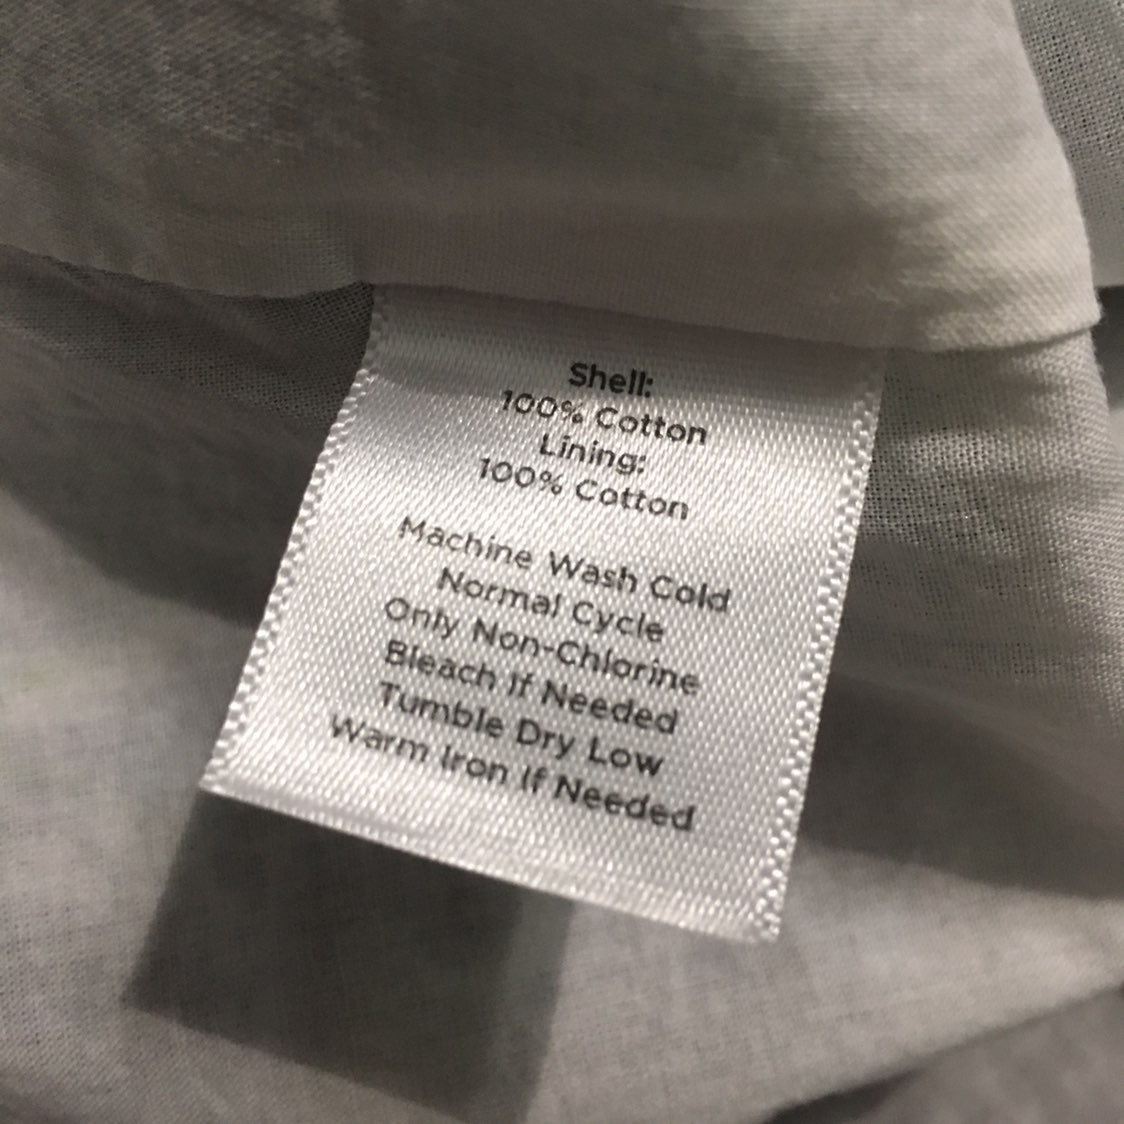 Shell:
100% Cotton
Lining:
100% Cotton
Machine Wash Cold
Normal Cycle
Only Non-Chlorine
Bleach If Needed
Tumble Dry Low
Warm Iron If Needed